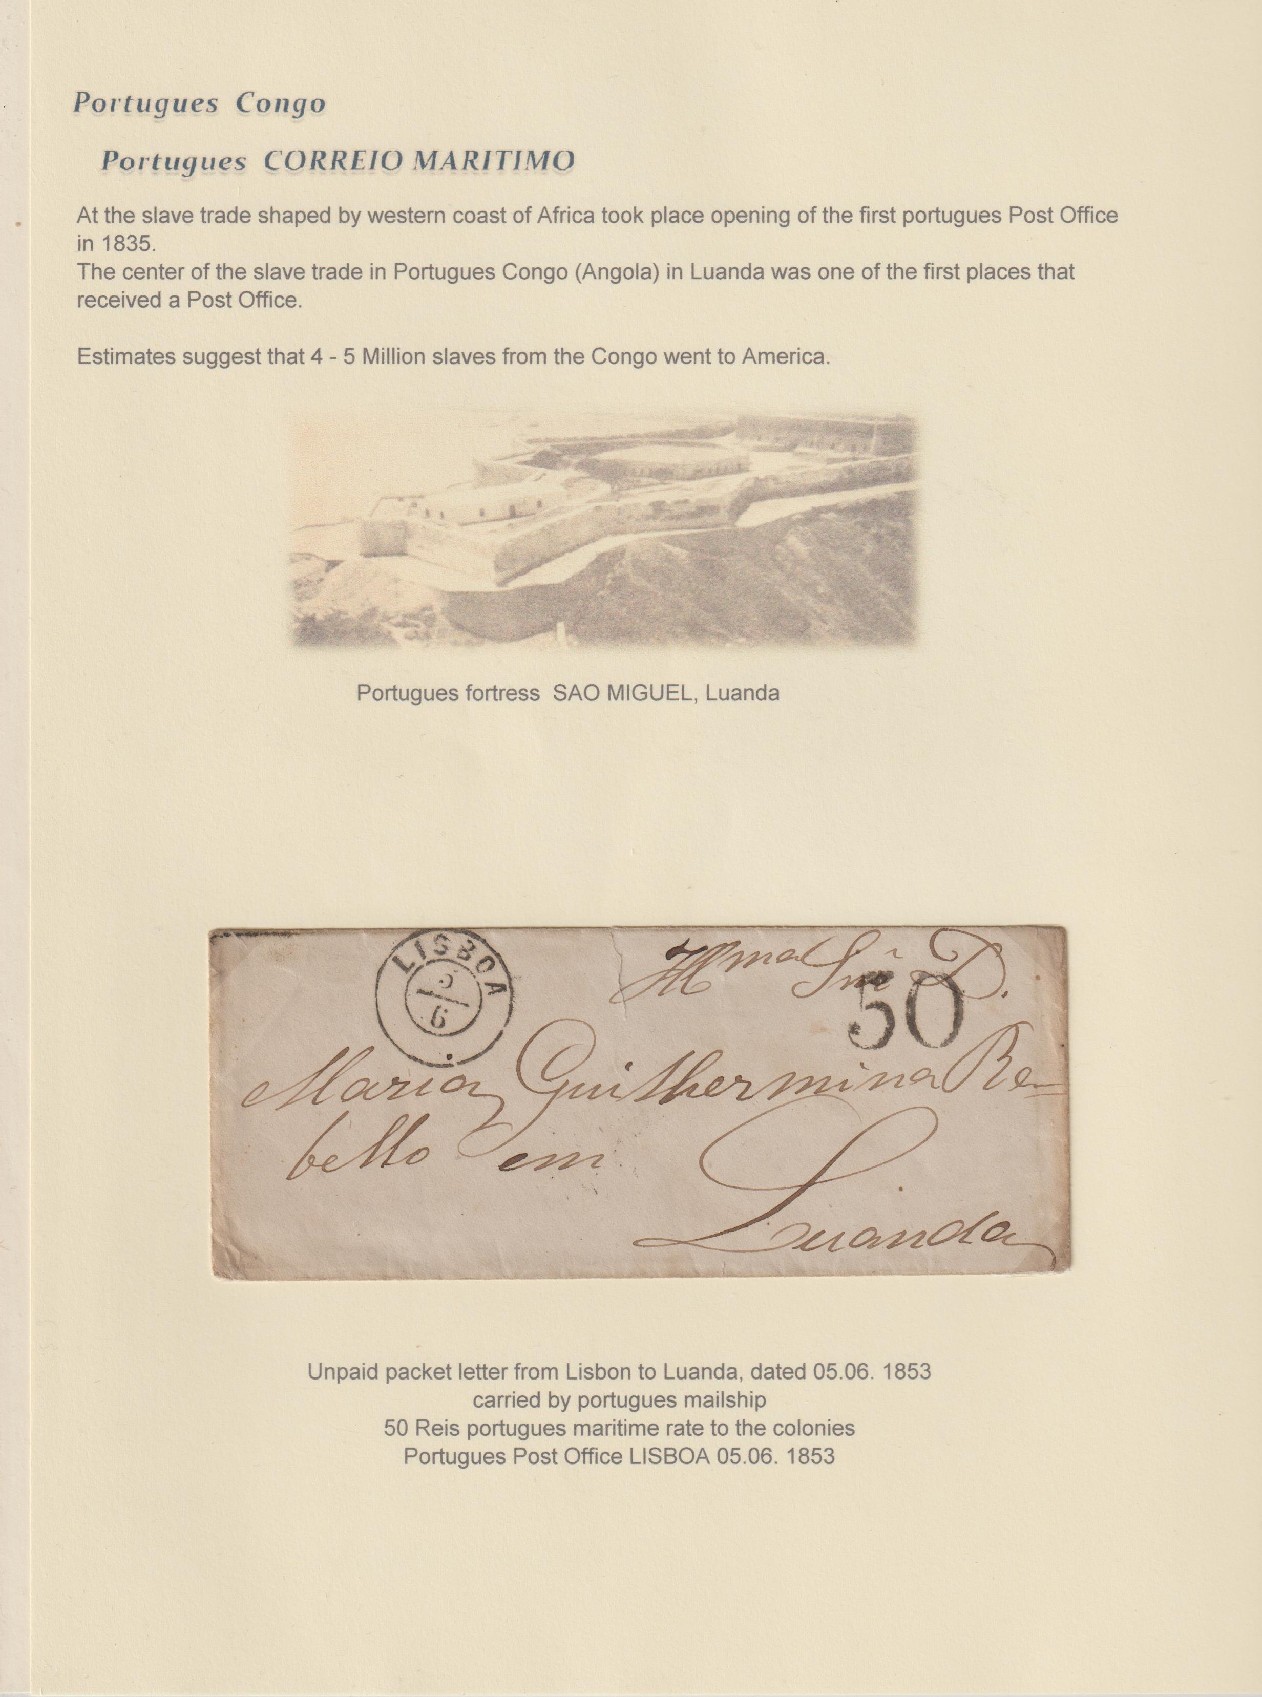 Portugues Congo
Portugues CORREIO MARITIMO
At the slave trade shaped by western coast of Africa took place opening of the first portugues Post Office
in 1835.
The center of the slave trade in Portugues Congo (Angola) in Luanda was one of the first places that
received a Post Office.
Estimates suggest that 4 - 5 Million slaves from the Congo went to America.
Portugues fortress SAO MIGUEL, Luanda
LISBOA
5
6
Illma Snra D.
50
Maria Guilhermina Re=
bello em
Luanda
Unpaid packet letter from Lisbon to Luanda, dated 05.06. 1853
carried by portugues mailship
50 Reis portugues maritime rate to the colonies
Portugues Post Office LISBOA 05.06. 1853